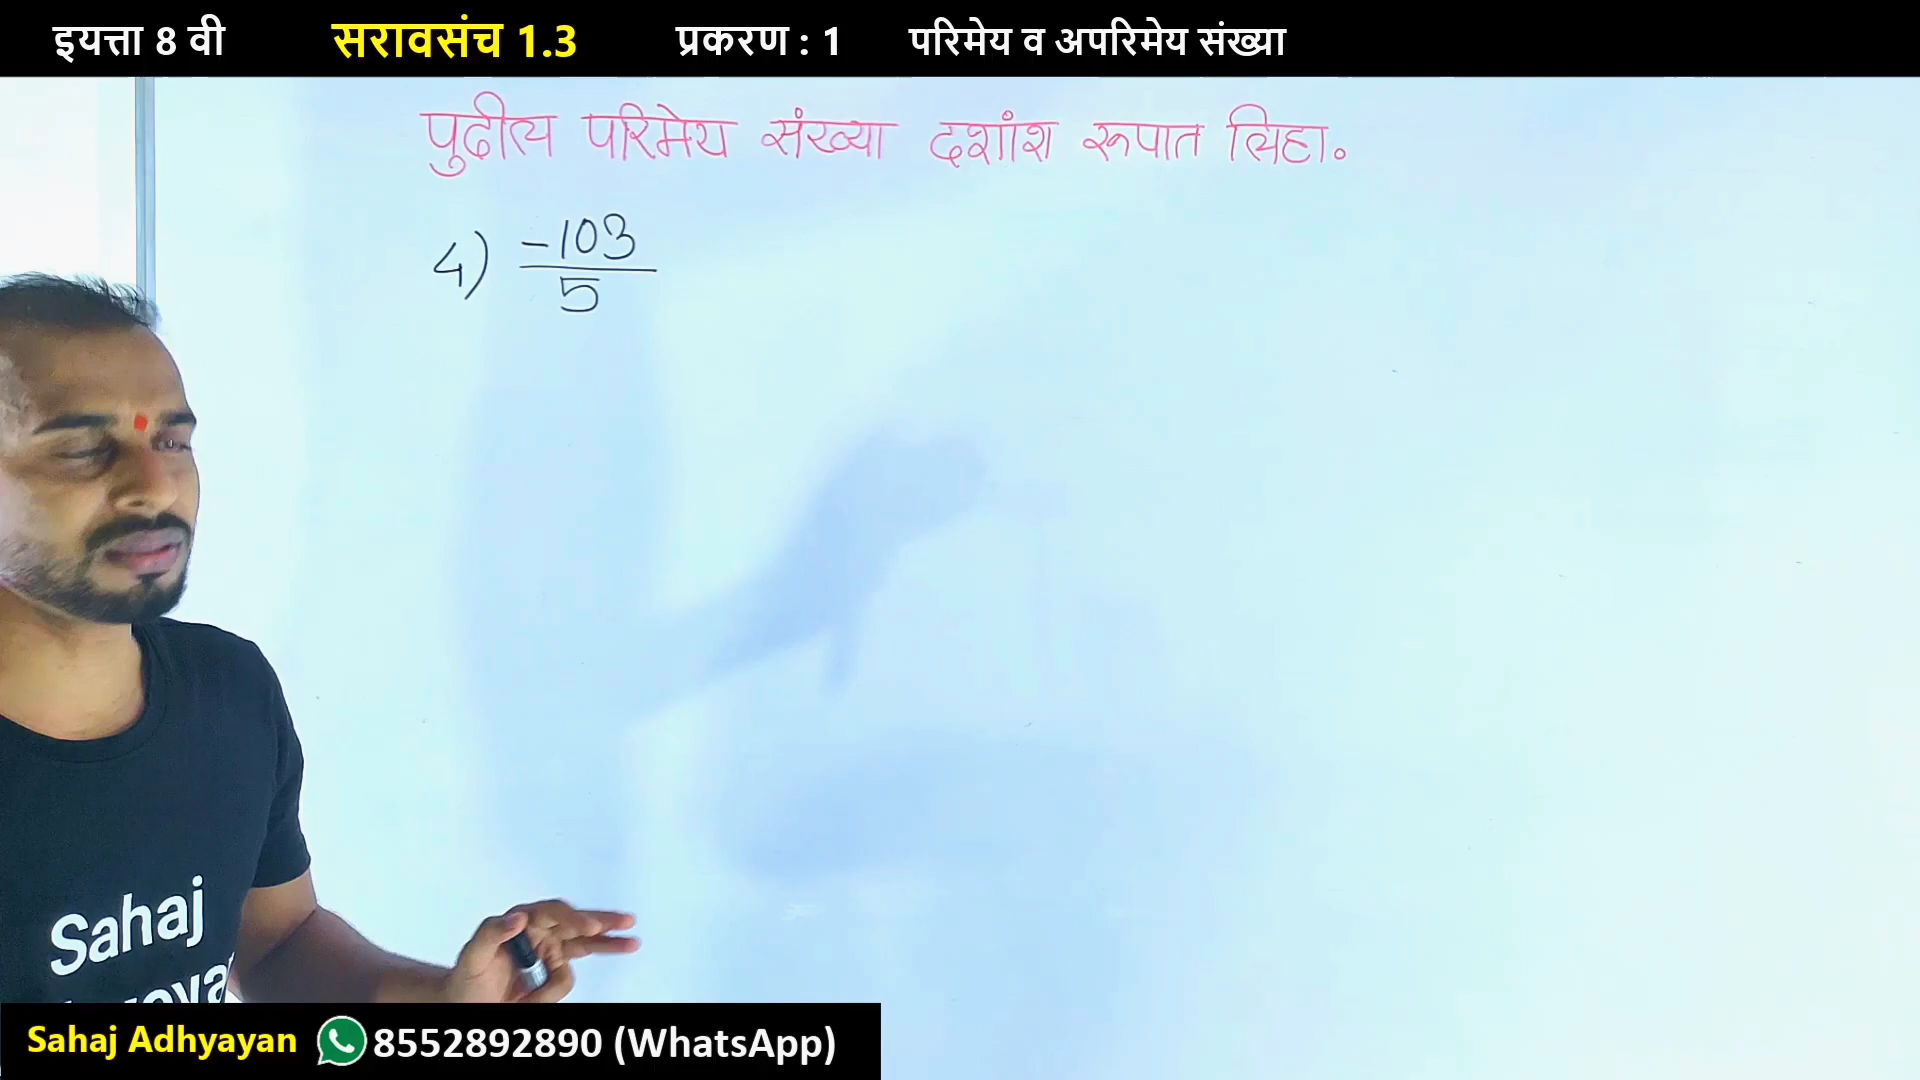 इयत्ता 8 वी सरावसंच 1.3 प्रकरण : 1 परिमेय व अपरिमेय संख्या
पुढील परिमेय संख्या दशांश रूपात लिहा.
4) -103/5
Sahaj
Sahaj Adhyayan 8552892890 (WhatsApp)